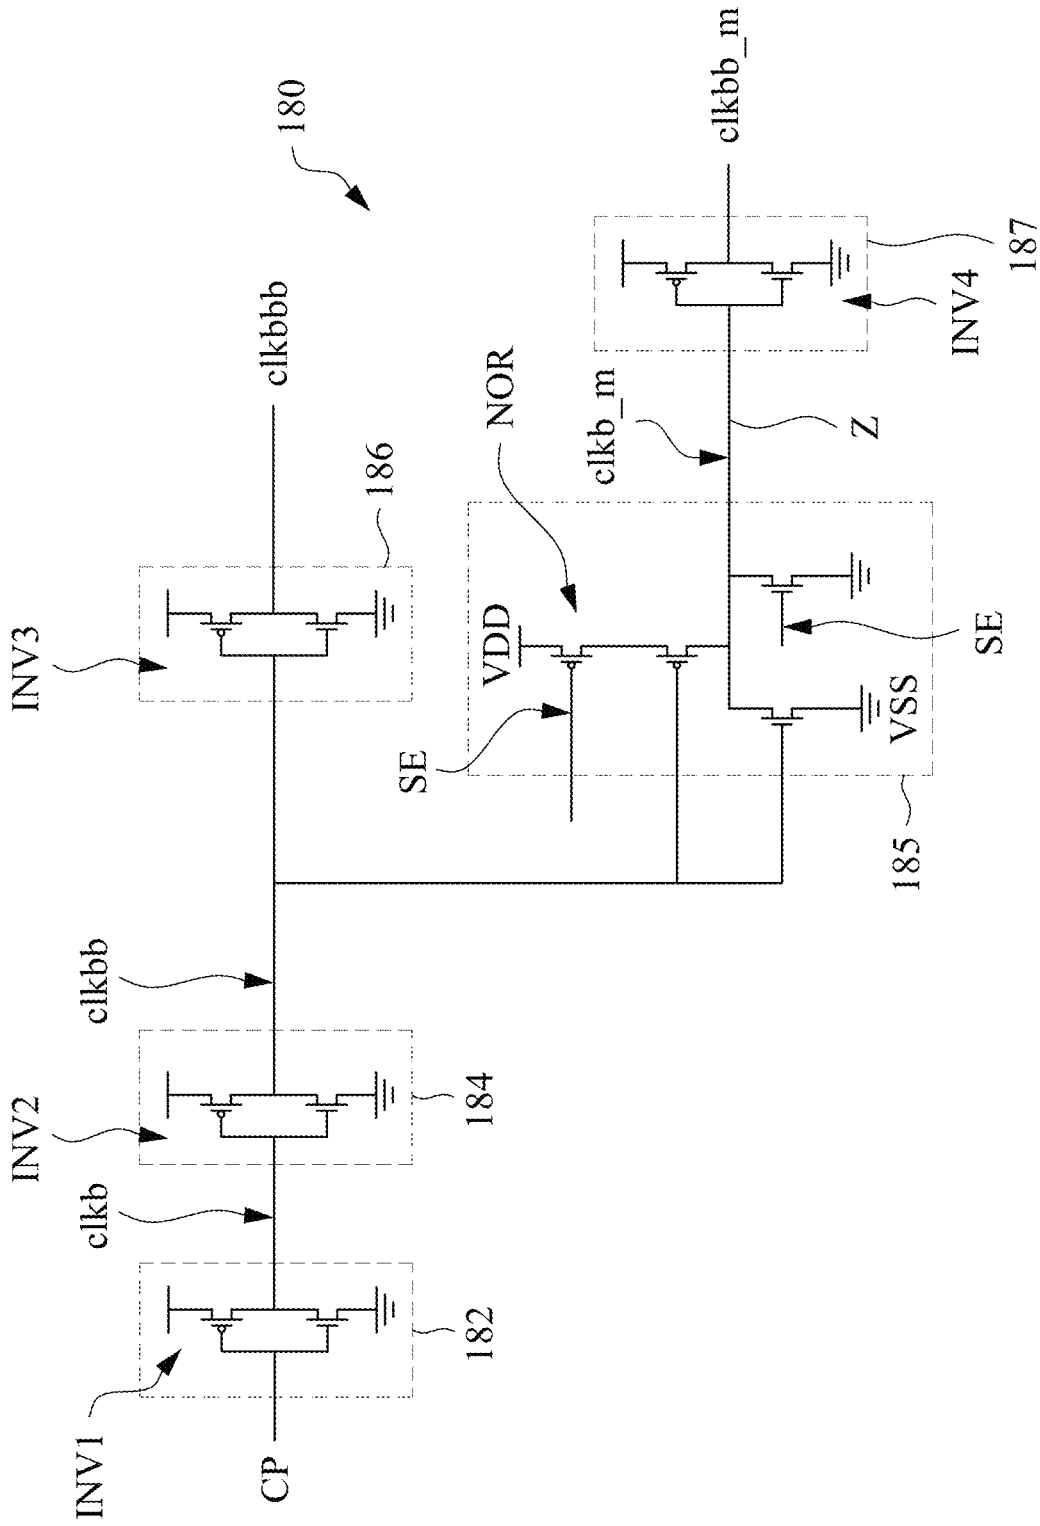 180
INV1
CP
182
clkb
INV2
184
clkbb
INV3
186
clkbbb
NOR
VDD
SE
VSS
SE
185
clkb_m
Z
INV4
187
clkbb_m